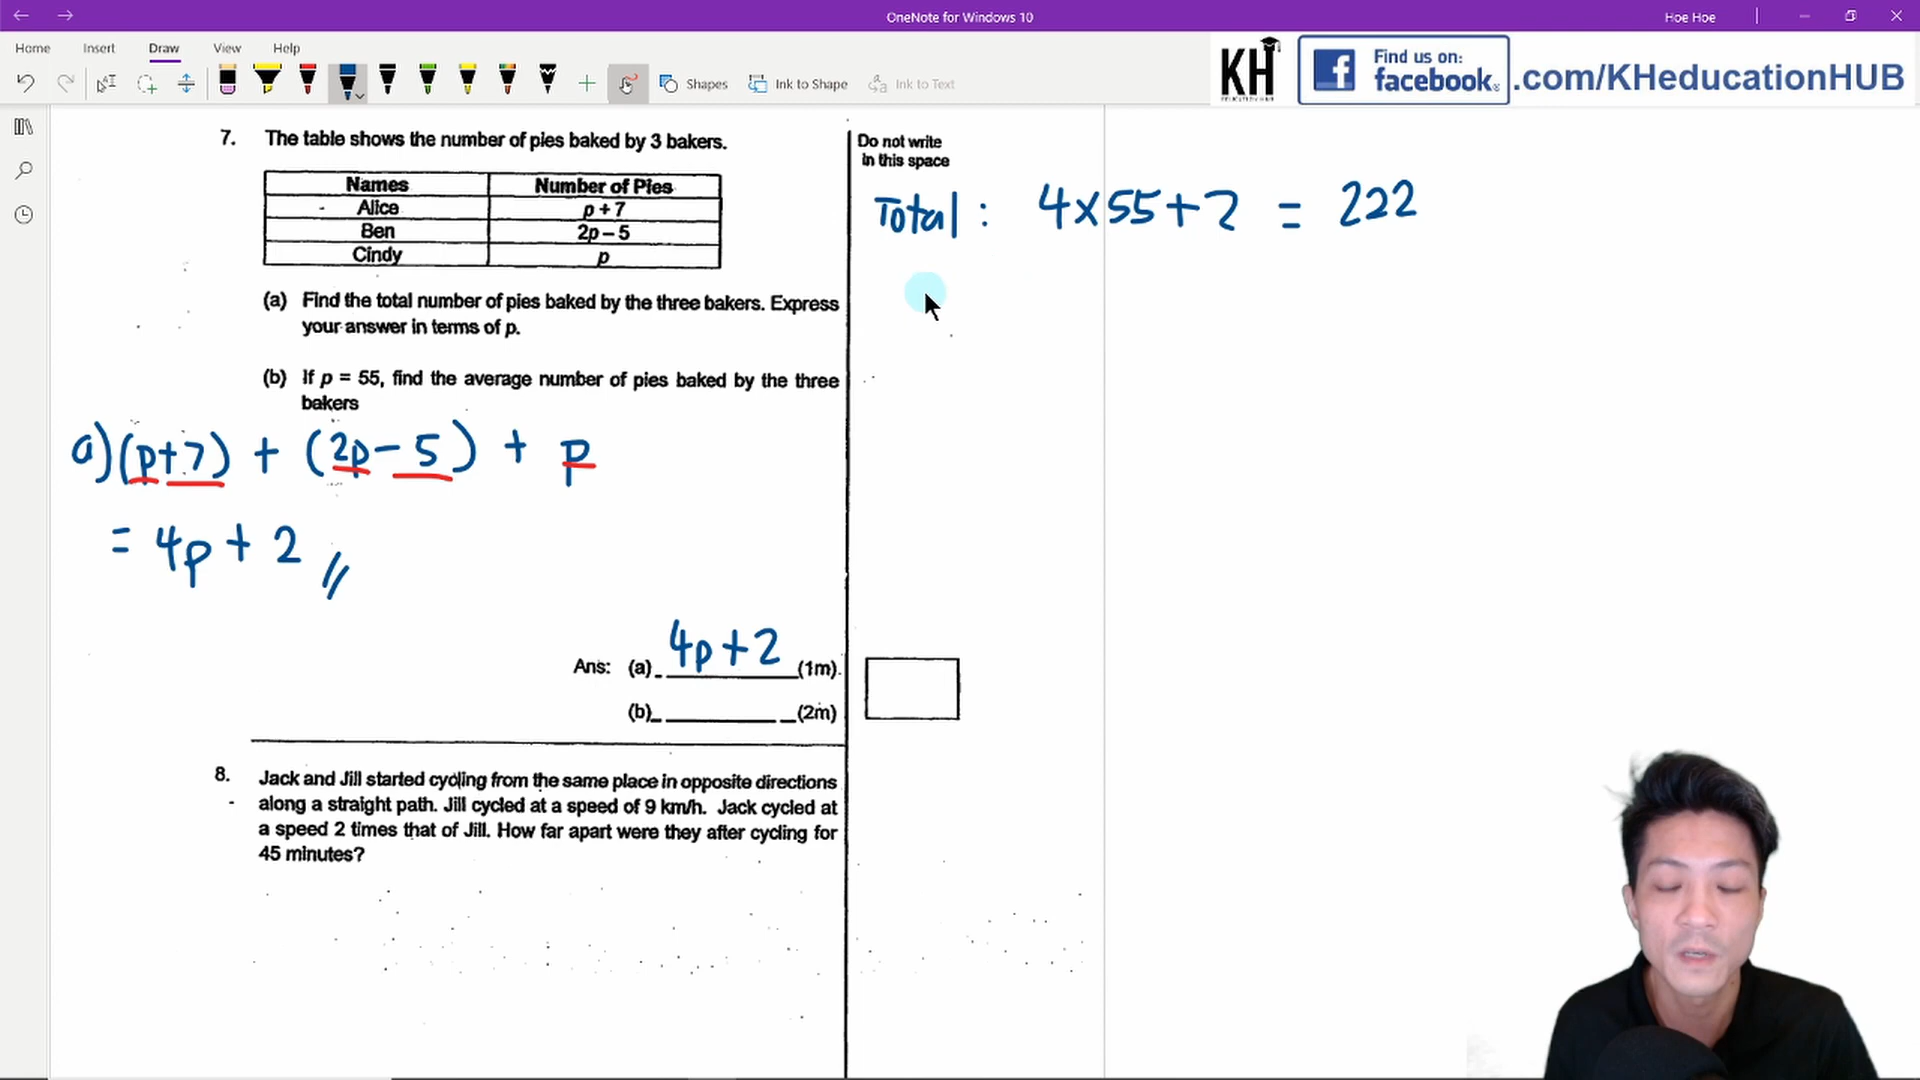 OneNote for Windows 10
Hoe Hoe
Home Insert Draw View Help
Shapes Ink to Shape Ink to Text
KH
Find us on:
facebook .com/KHeducationHUB
7. The table shows the number of pies baked by 3 bakers.
Names Number of Pies
Alice p + 7
Ben 2p – 5
Cindy p
(a) Find the total number of pies baked by the three bakers. Express
your answer in terms of p.
(b) If p = 55, find the average number of pies baked by the three
bakers
a) (p+7) + (2p – 5) + p
= 4p + 2 //
Ans: (a) 4p+2 (1m)
(b) (2m)
Do not write
in this space
Total : 4×55+2 = 222
8. Jack and Jill started cycling from the same place in opposite directions
along a straight path. Jill cycled at a speed of 9 km/h. Jack cycled at
a speed 2 times that of Jill. How far apart were they after cycling for
45 minutes?